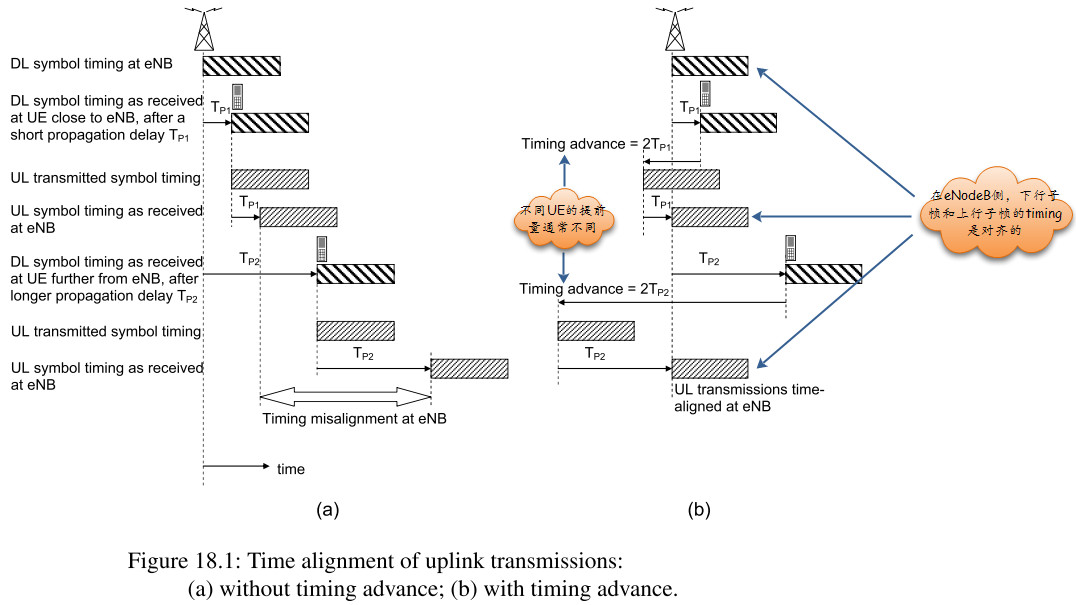 DL symbol timing at eNB
DL symbol timing as received
at UE close to eNB, after a
short propagation delay TP1
TP1
UL transmitted symbol timing
UL symbol timing as received
at eNB
TP1
DL symbol timing as received
at UE further from eNB, after
longer propagation delay TP2
TP2
UL transmitted symbol timing
UL symbol timing as received
at eNB
TP2
Timing misalignment at eNB
time
(a)
TP1
Timing advance = 2TP1
TP1
不同UE的提前
量通常不同
TP2
Timing advance = 2TP2
TP2
UL transmissions time-
aligned at eNB
(b)
在eNodeB侧，下行子
帧和上行子帧的timing
是对齐的
Figure 18.1: Time alignment of uplink transmissions:
(a) without timing advance; (b) with timing advance.